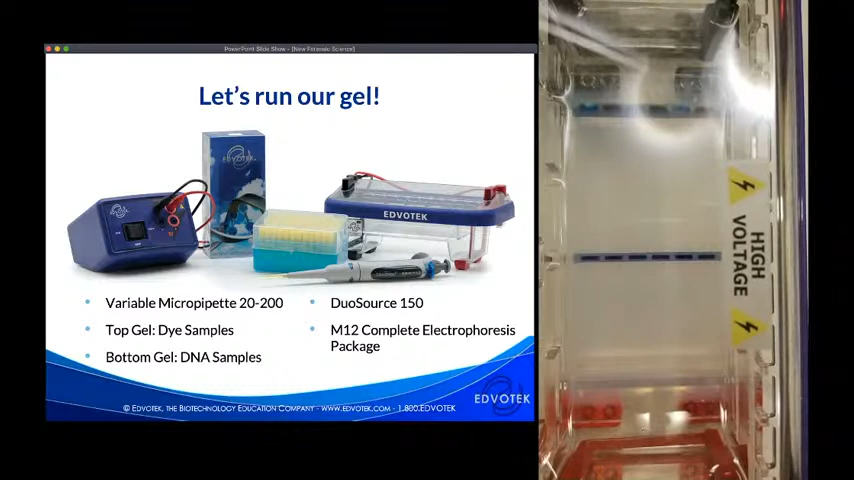 PowerPoint Slide Show - [New Forensic Science]
Let's run our gel!
EDVOTEK
EDVOTEK
Variable Micropipette 20-200
Top Gel: Dye Samples
Bottom Gel: DNA Samples
DuoSource 150
M12 Complete Electrophoresis
Package
© EDVOTEK, THE BIOTECHNOLOGY EDUCATION COMPANY - WWW.EDVOTEK.COM - 1.800.EDVOTEK
EDVOTEK
HIGH
VOLTAGE